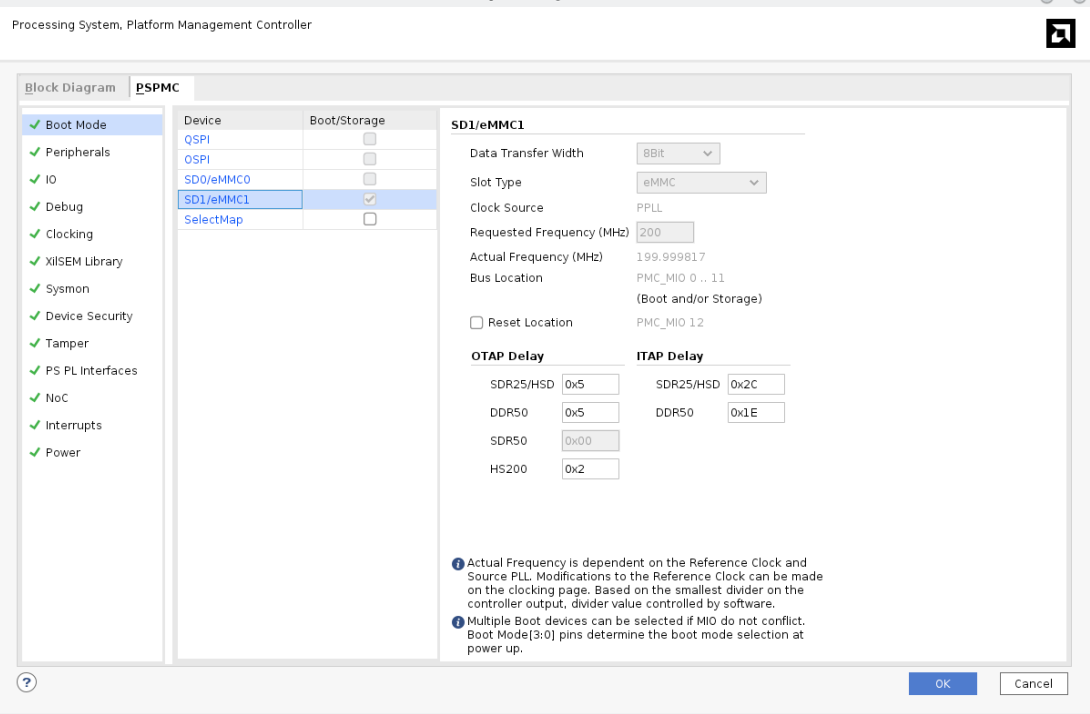 Processing System, Platform Management Controller
Block Diagram PSPMC
Boot Mode
Peripherals
IO
Debug
Clocking
XilSEM Library
Sysmon
Device Security
Tamper
PS PL Interfaces
NoC
Interrupts
Power
Device Boot/Storage
QSPI
OSPI
SD0/eMMC0
SD1/eMMC1
SelectMap
SD1/eMMC1
Data Transfer Width 8Bit
Slot Type eMMC
Clock Source PPLL
Requested Frequency (MHz) 200
Actual Frequency (MHz) 199.999817
Bus Location PMC_MIO 0 .. 11
(Boot and/or Storage)
Reset Location PMC_MIO 12
OTAP Delay ITAP Delay
SDR25/HSD 0x5 SDR25/HSD 0x2C
DDR50 0x5 DDR50 0x1E
SDR50 0x00
HS200 0x2
Actual Frequency is dependent on the Reference Clock and
Source PLL. Modifications to the Reference Clock can be made
on the clocking page. Based on the smallest divider on the
controller output, divider value controlled by software.
Multiple Boot devices can be selected if MIO do not conflict.
Boot Mode[3:0] pins determine the boot mode selection at
power up.
? OK Cancel